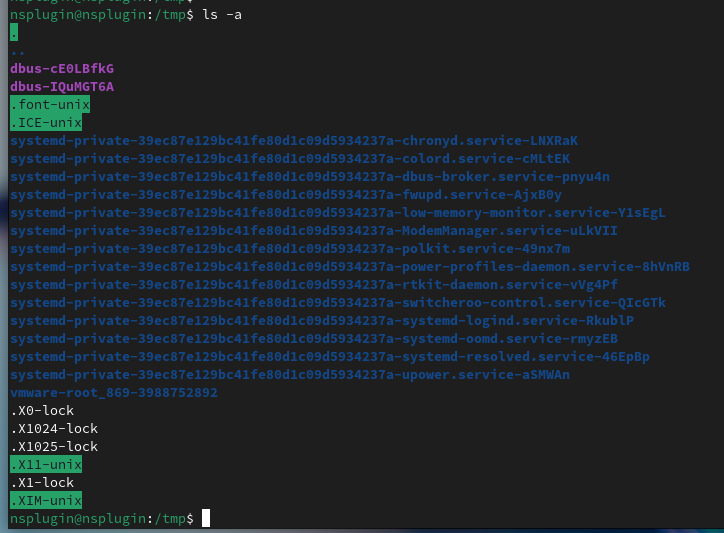 nsplugin@nsplugin:/tmp$ ls -a
.
..
dbus-cE0LBfkG
dbus-IQuMGT6A
.font-unix
.ICE-unix
systemd-private-39ec87e129bc41fe80d1c09d5934237a-chronyd.service-LNXRaK
systemd-private-39ec87e129bc41fe80d1c09d5934237a-colord.service-cMLtEK
systemd-private-39ec87e129bc41fe80d1c09d5934237a-dbus-broker.service-pnyu4n
systemd-private-39ec87e129bc41fe80d1c09d5934237a-fwupd.service-AjxB0y
systemd-private-39ec87e129bc41fe80d1c09d5934237a-low-memory-monitor.service-Y1sEgL
systemd-private-39ec87e129bc41fe80d1c09d5934237a-ModemManager.service-uLkVII
systemd-private-39ec87e129bc41fe80d1c09d5934237a-polkit.service-49nx7m
systemd-private-39ec87e129bc41fe80d1c09d5934237a-power-profiles-daemon.service-8hVnRB
systemd-private-39ec87e129bc41fe80d1c09d5934237a-rtkit-daemon.service-vVg4Pf
systemd-private-39ec87e129bc41fe80d1c09d5934237a-switcheroo-control.service-QIcGTk
systemd-private-39ec87e129bc41fe80d1c09d5934237a-systemd-logind.service-RkublP
systemd-private-39ec87e129bc41fe80d1c09d5934237a-systemd-oomd.service-rmyzEB
systemd-private-39ec87e129bc41fe80d1c09d5934237a-systemd-resolved.service-46EpBp
systemd-private-39ec87e129bc41fe80d1c09d5934237a-upower.service-aSMWAn
vmware-root_869-3988752892
.X0-lock
.X1024-lock
.X1025-lock
.X11-unix
.X1-lock
.XIM-unix
nsplugin@nsplugin:/tmp$